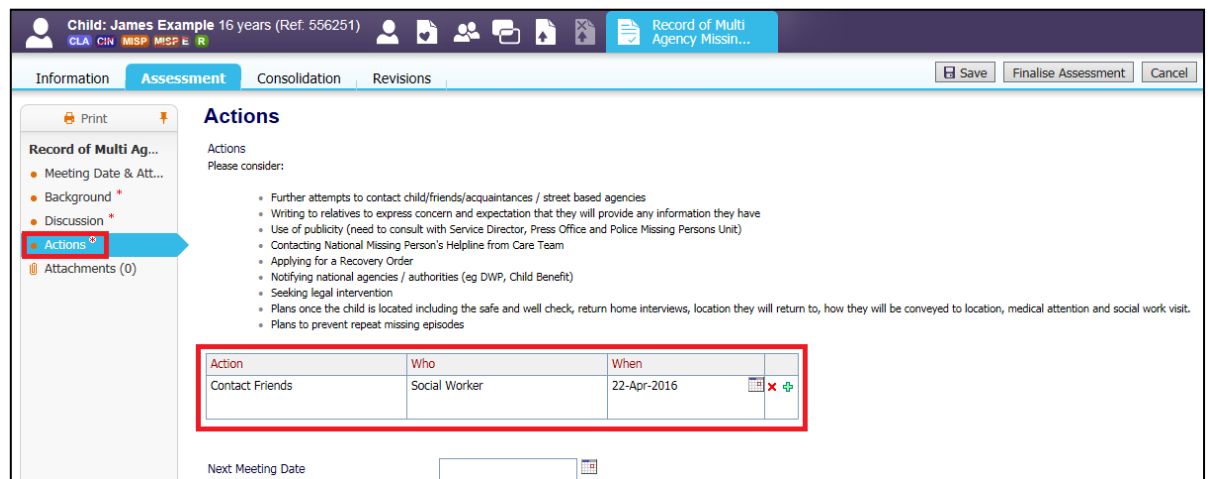 Child: James Example 16 years (Ref: 556251)
CLA CIN MISP MISP E R
Record of Multi
Agency Missin...
Information Assessment Consolidation Revisions
Save Finalise Assessment Cancel
Print
Actions
Record of Multi Ag...
Meeting Date & Att...
Background *
Discussion *
Actions *
Attachments (0)
Actions
Please consider:
Further attempts to contact child/friends/acquaintances / street based agencies
Writing to relatives to express concern and expectation that they will provide any information they have
Use of publicity (need to consult with Service Director, Press Office and Police Missing Persons Unit)
Contacting National Missing Person's Helpline from Care Team
Applying for a Recovery Order
Notifying national agencies / authorities (eg DWP, Child Benefit)
Seeking legal intervention
Plans once the child is located including the safe and well check, return home interviews, location they will return to, how they will be conveyed to location, medical attention and social work visit.
Plans to prevent repeat missing episodes
Action Who When
Contact Friends Social Worker 22-Apr-2016
Next Meeting Date